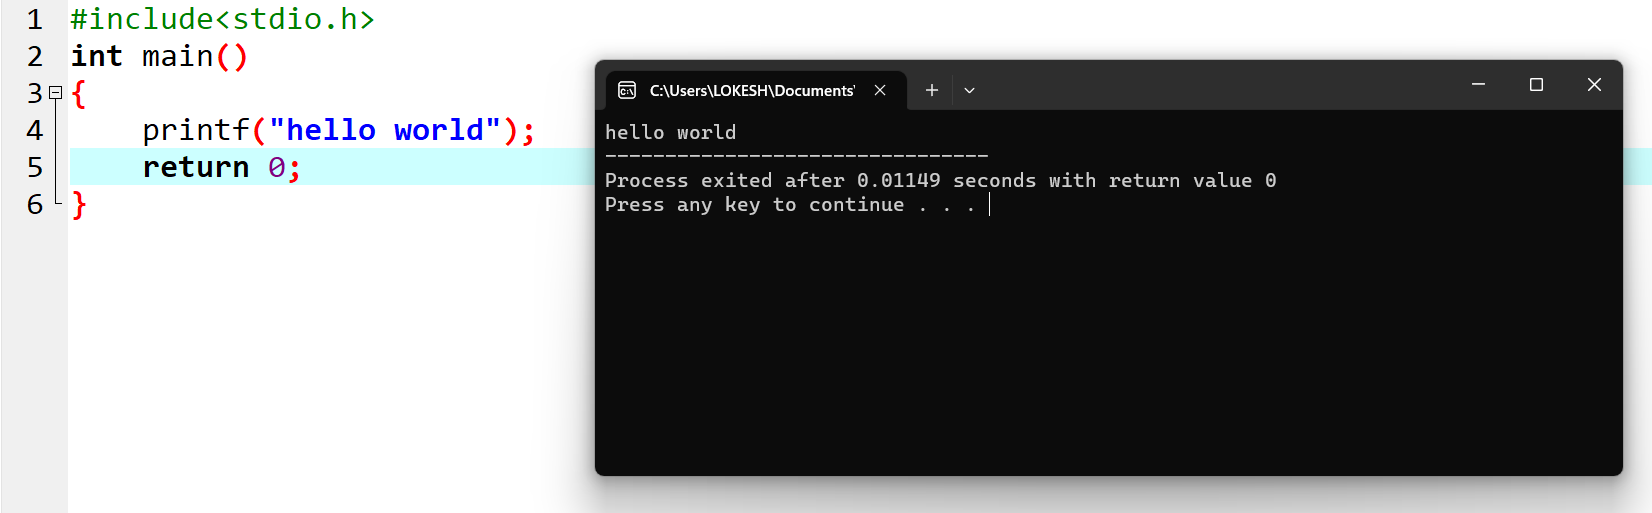 1 #include<stdio.h>
2 int main()
3 {
4 printf("hello world");
5 return 0;
6 }
C:\Users\LOKESH\Documents'
hello world
--------------------------------
Process exited after 0.01149 seconds with return value 0
Press any key to continue . . .